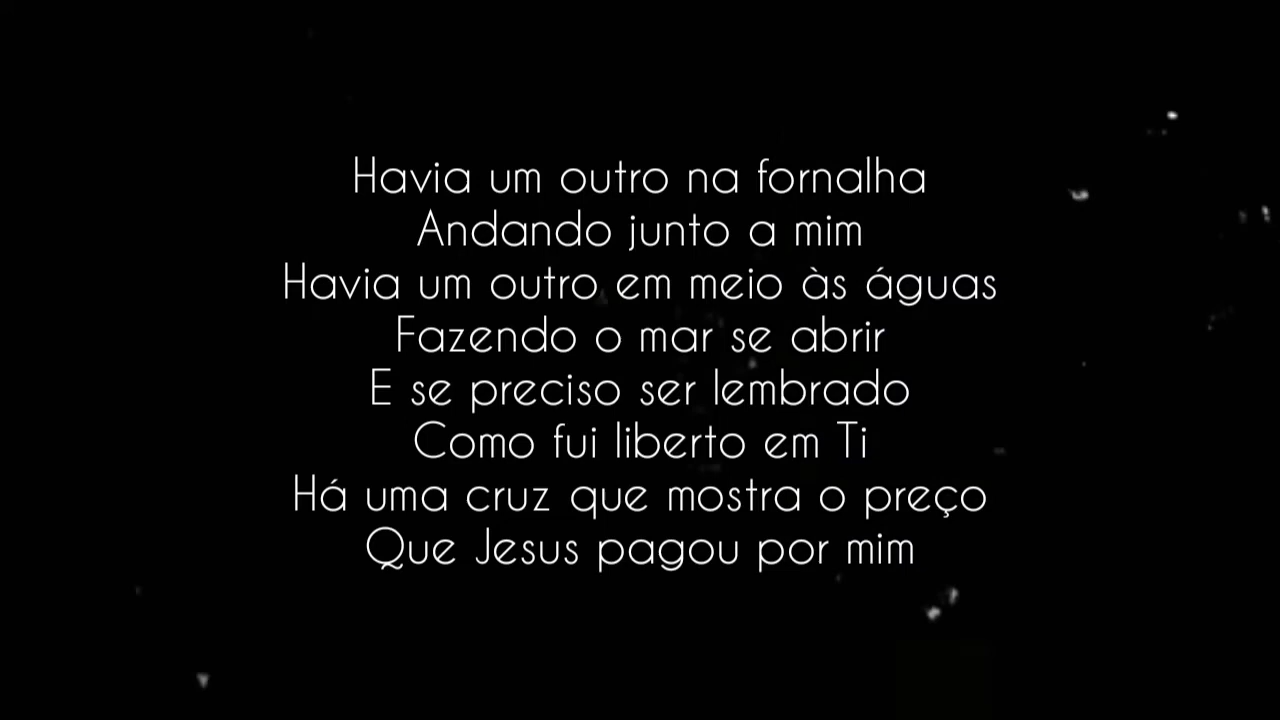 Havia um outro na fornalha
Andando junto a mim
Havia um outro em meio às águas
Fazendo o mar se abrir
E se preciso ser lembrado
Como fui liberto em Ti
Há uma cruz que mostra o preço
Que Jesus pagou por mim